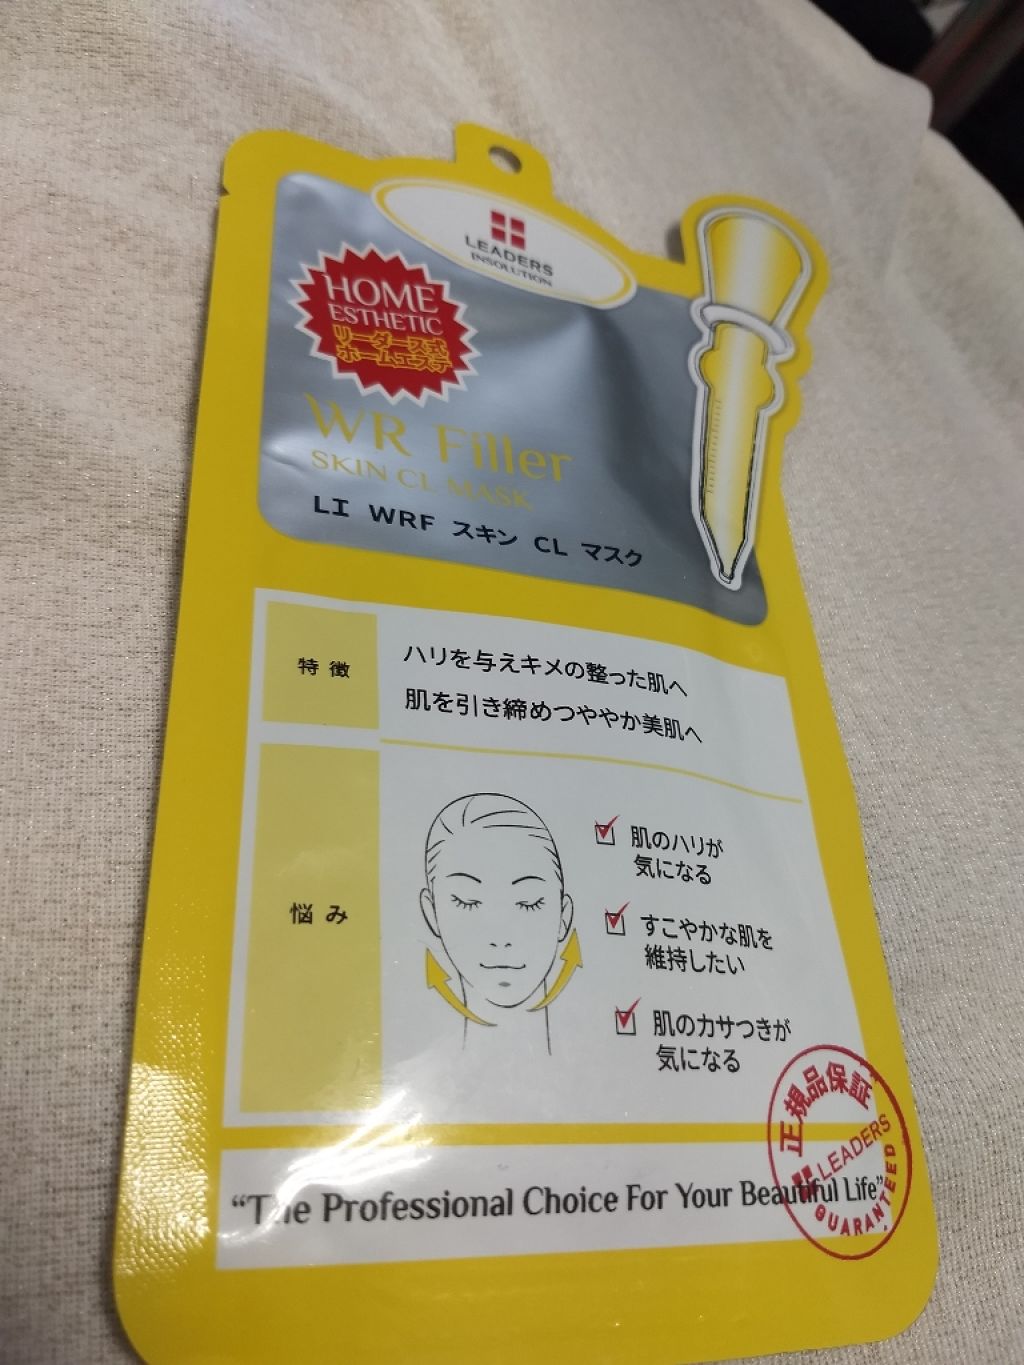 LEADERS
INSOLUTION
HOME
ESTHETIC
リーダース式
ホームエステ
WR Filler
SKIN CL MASK
LI WRF スキン CL マスク
特徴
ハリを与えキメの整った肌へ
肌を引き締めつややか美肌へ
悩み
肌のハリが
気になる
すこやかな肌を
維持したい
肌のカサつきが
気になる
正規品保証
LEADERS
GUARANTEED
“The Professional Choice For Your Beautiful Life”